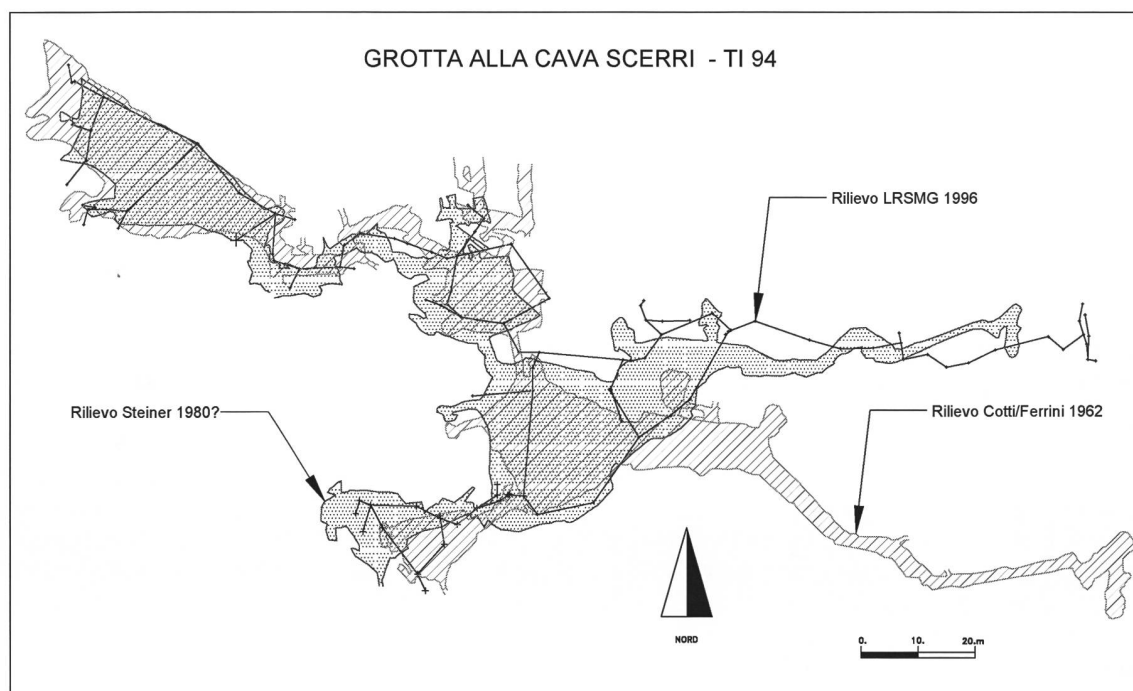 GROTTA ALLA CAVA SCERRI - TI 94
Rilievo LRSMG 1996
Rilievo Steiner 1980?
Rilievo Cotti/Ferrini 1962
NORD
0. 10. 20.m